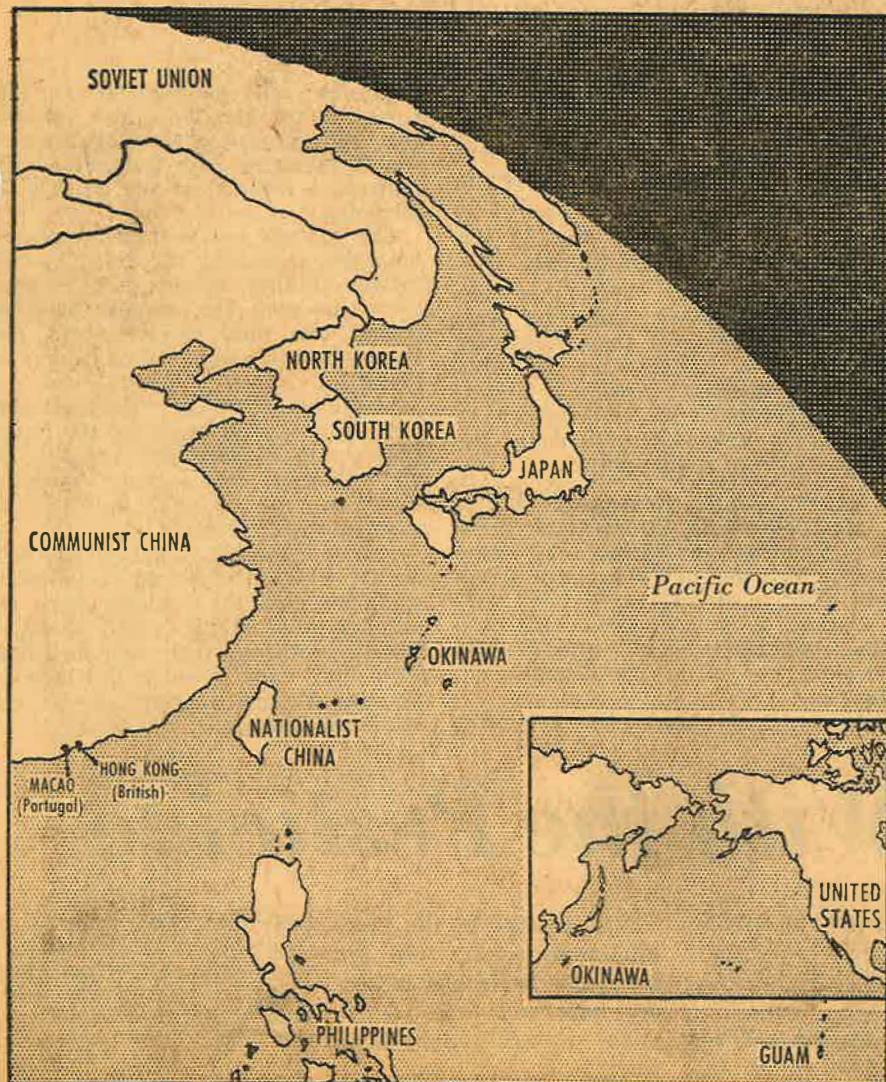 SOVIET UNION
NORTH KOREA
SOUTH KOREA
JAPAN
COMMUNIST CHINA
Pacific Ocean
OKINAWA
NATIONALIST
CHINA
HONG KONG
(British)
MACAO
(Portugal)
UNITED
STATES
OKINAWA
PHILIPPINES
GUAM